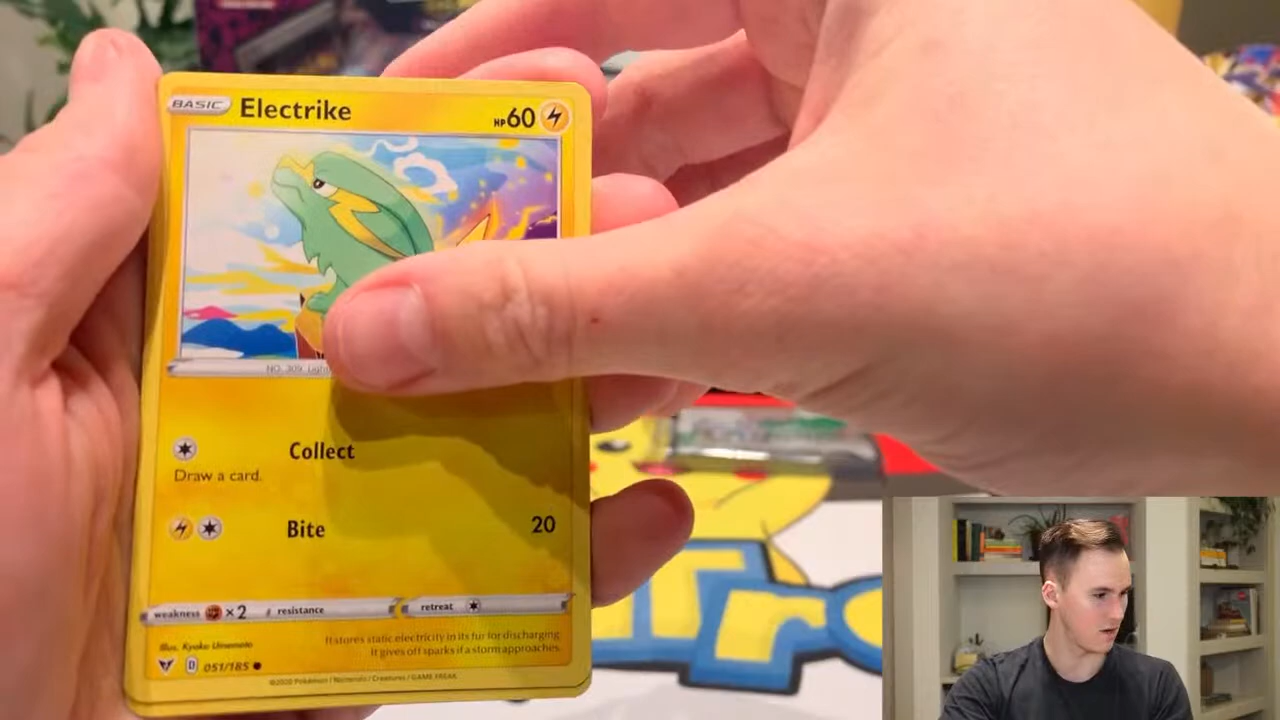 BASIC Electrike HP60
NO. 309
Collect
Draw a card.
Bite 20
weakness ×2 resistance retreat
Illus. Kyoko Umemoto
It stores static electricity in its fur for discharging.
It gives off sparks if a storm approaches.
D 051/185
©2020 Pokémon / Nintendo / Creatures / GAME FREAK